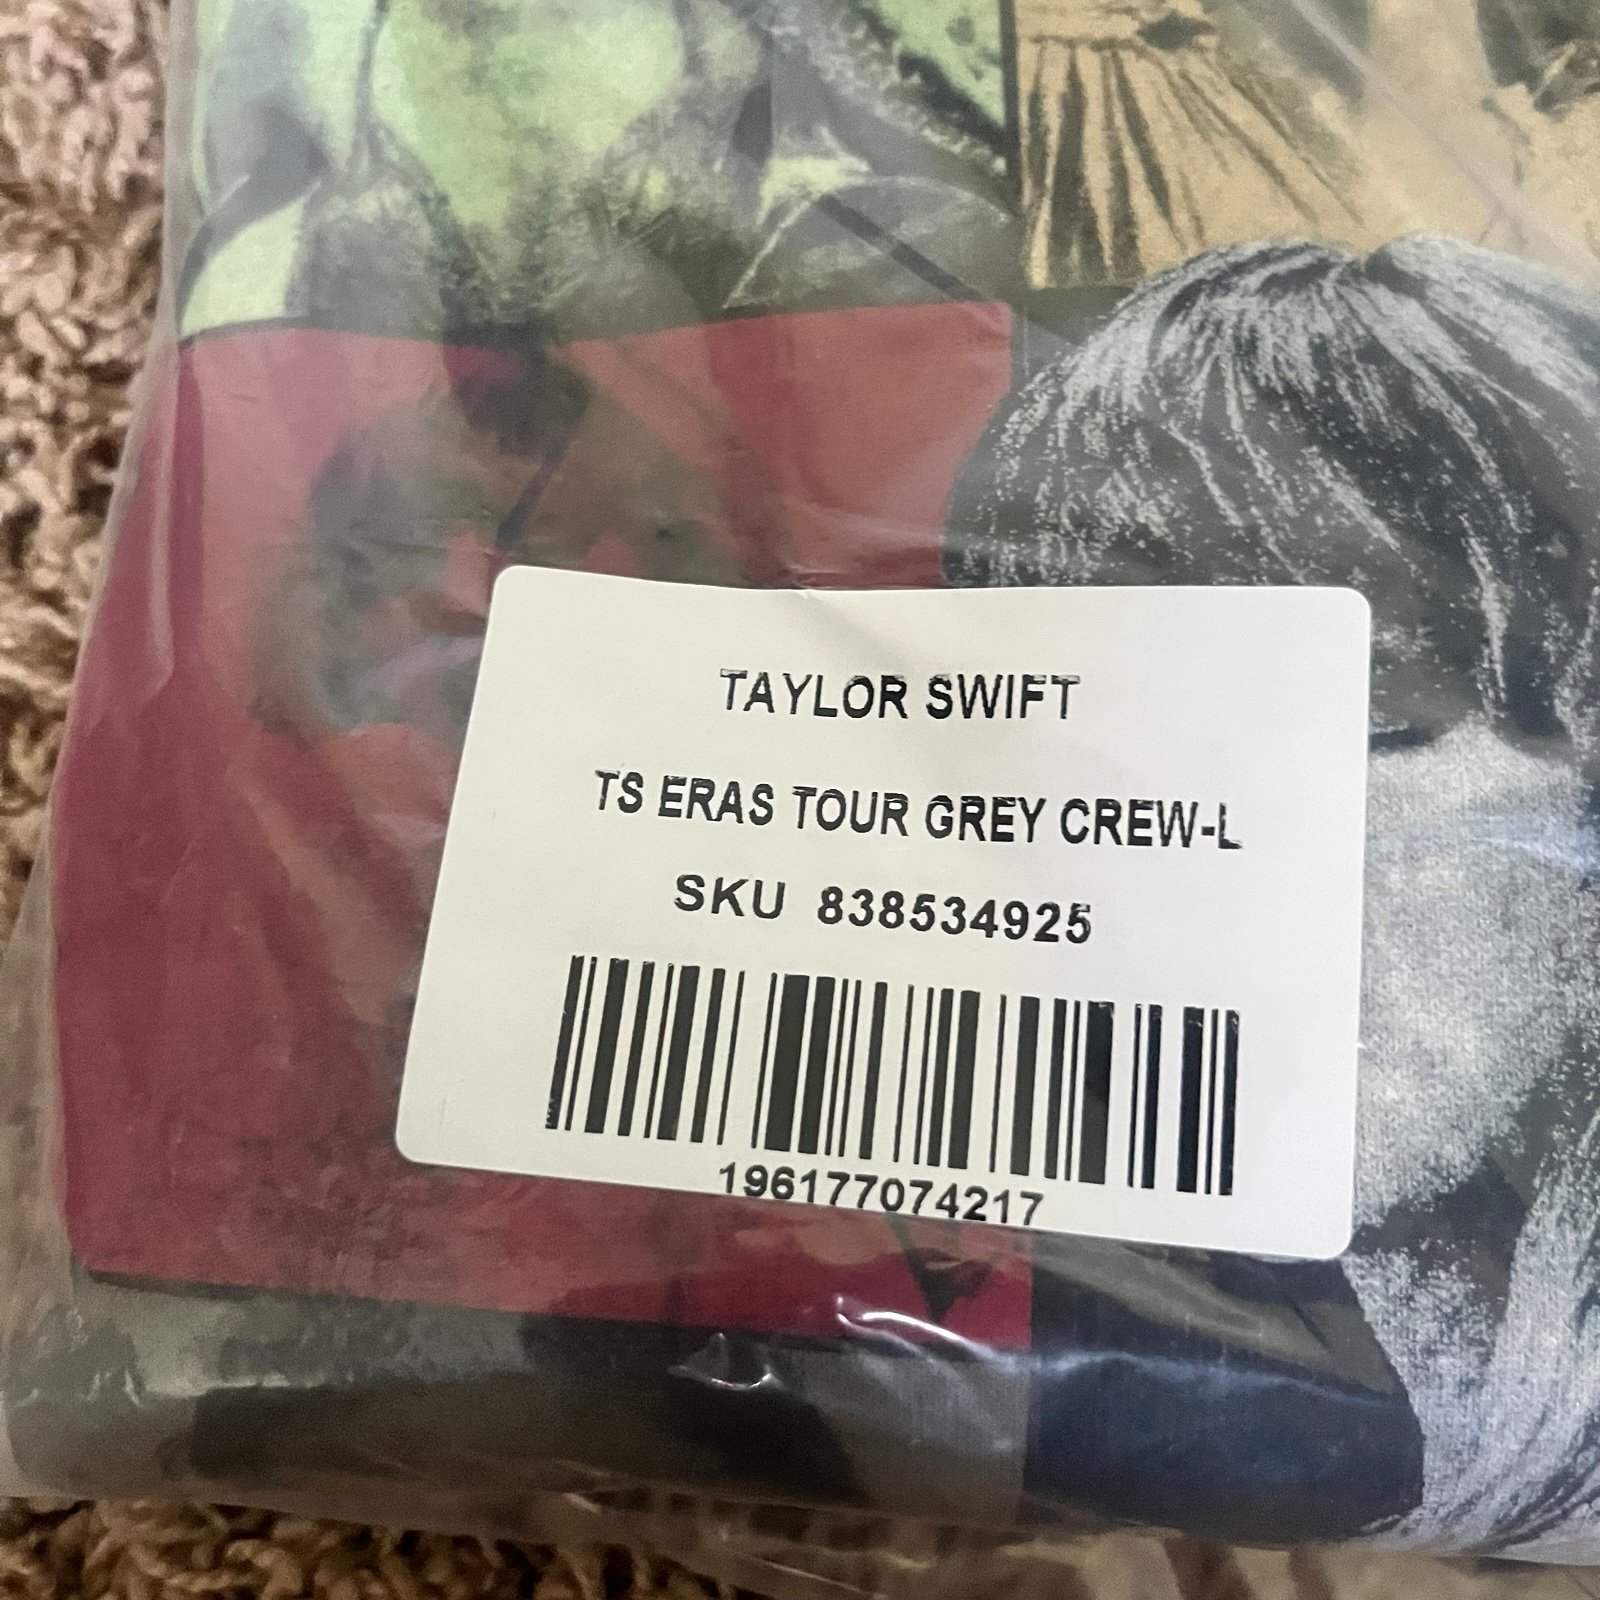 TAYLOR SWIFT
TS ERAS TOUR GREY CREW-L
SKU 838534925
196177074217